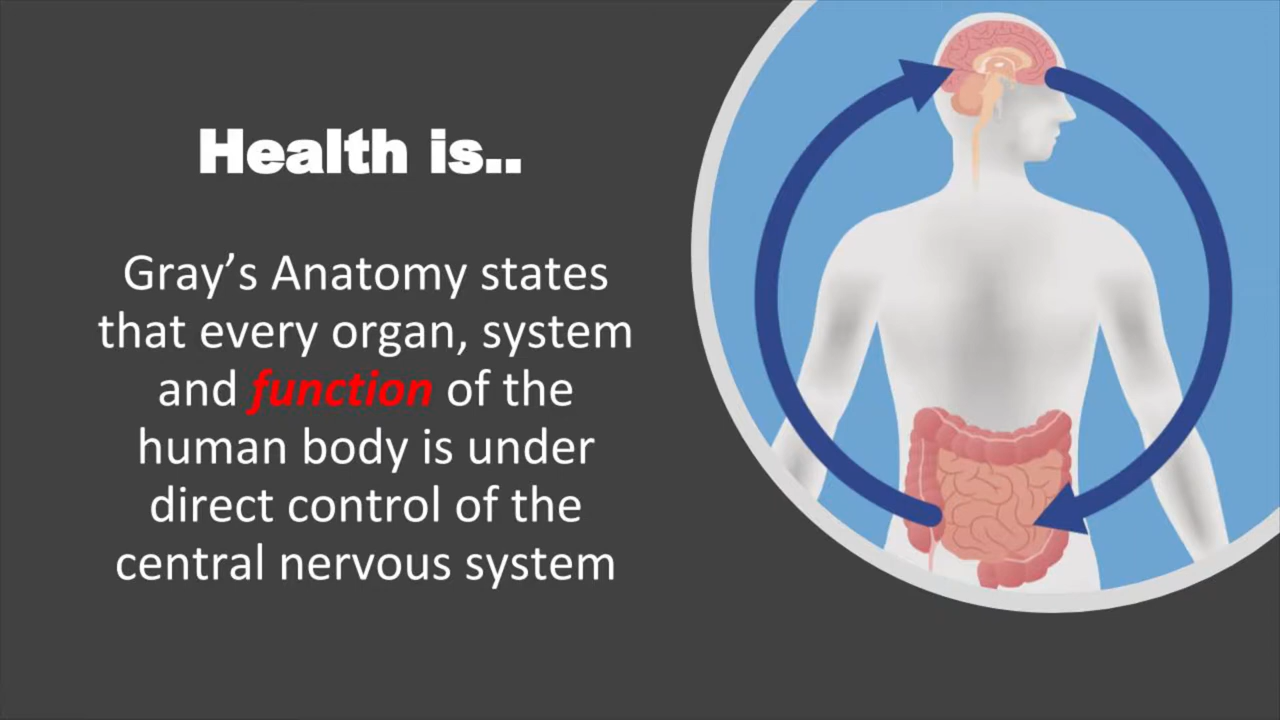 Health is..
Gray’s Anatomy states
that every organ, system
and function of the
human body is under
direct control of the
central nervous system